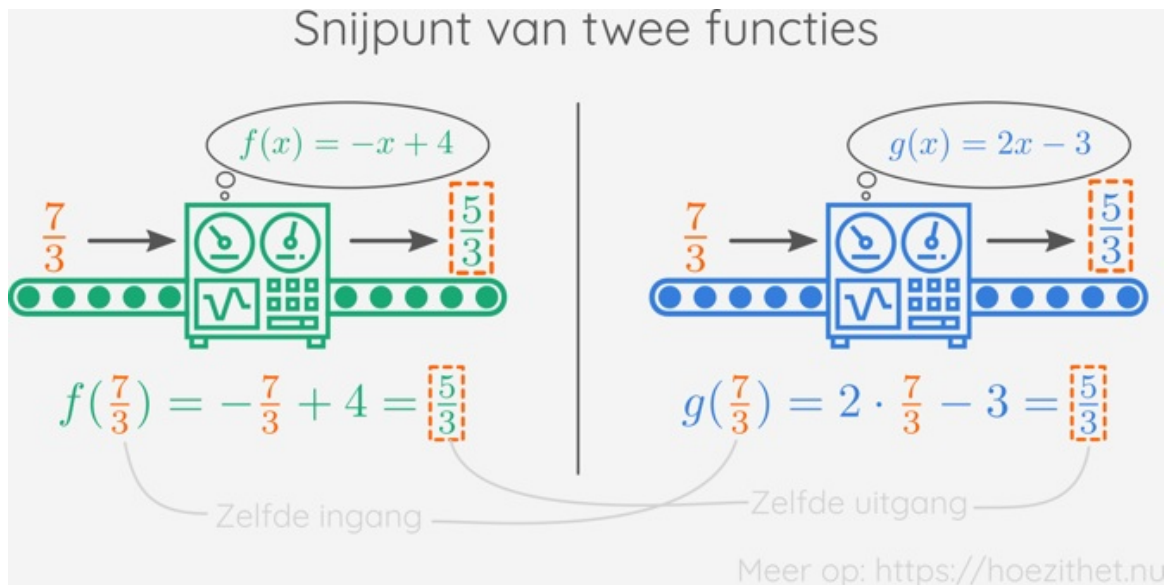 Snijpunt van twee functies
f(x) = −x + 4
7/3
5/3
f(7/3) = −7/3 + 4 = 5/3
g(x) = 2x − 3
7/3
5/3
g(7/3) = 2 · 7/3 − 3 = 5/3
Zelfde ingang
Zelfde uitgang
Meer op: https://hoezithet.nu